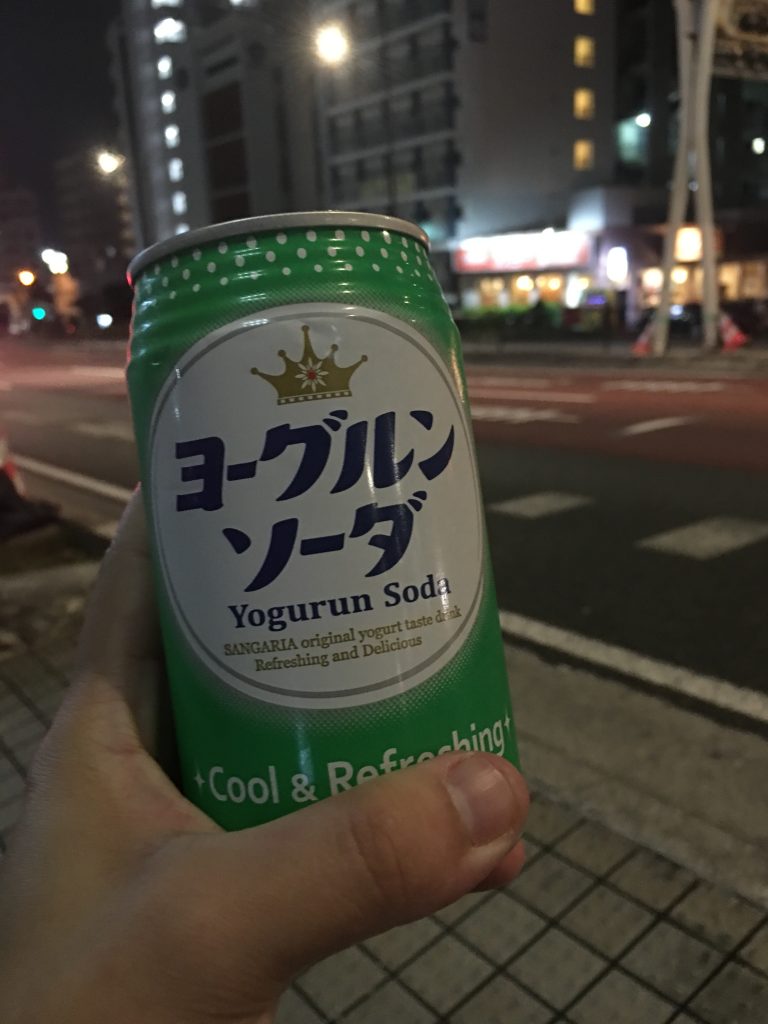 ヨーグルン
ソーダ
Yogurun Soda
SANGARIA original yogurt taste drink
Refreshing and Delicious
Cool & Refreshing